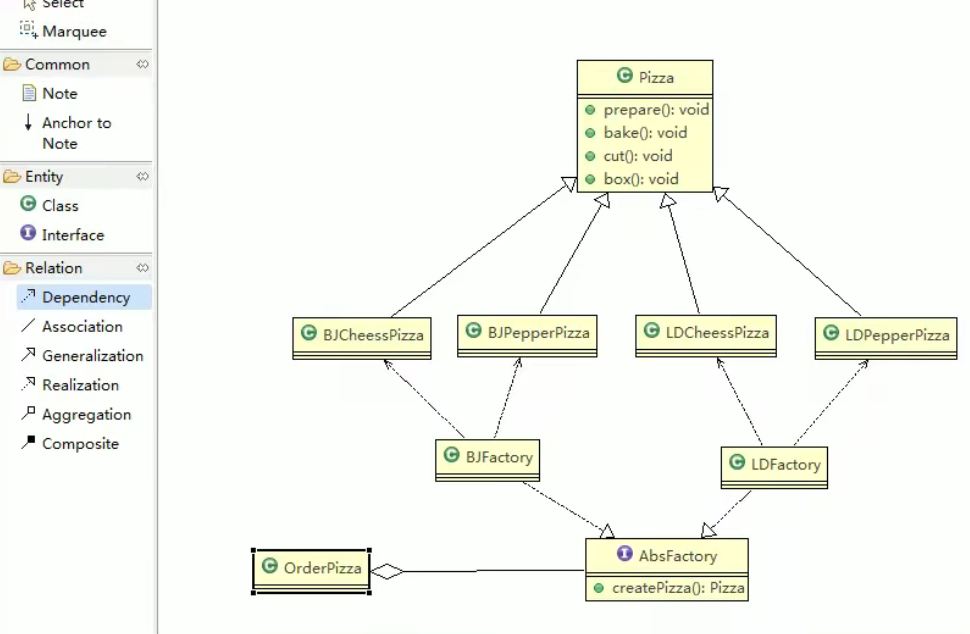 Select
Marquee
Common
Note
Anchor to
Note
Entity
Class
Interface
Relation
Dependency
Association
Generalization
Realization
Aggregation
Composite
Pizza
prepare(): void
bake(): void
cut(): void
box(): void
BJCheessPizza
BJPepperPizza
LDCheessPizza
LDPepperPizza
BJFactory
LDFactory
OrderPizza
AbsFactory
createPizza(): Pizza